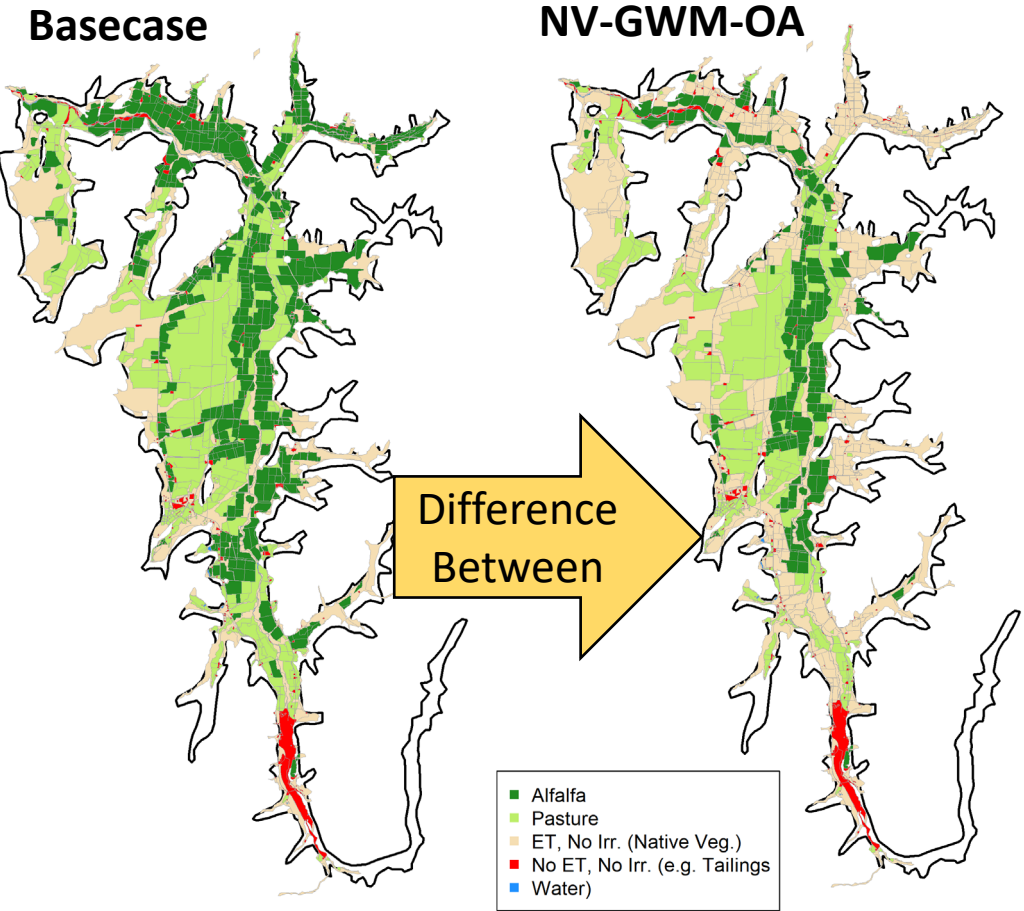 Basecase
NV-GWM-OA
Difference
Between
Alfalfa
Pasture
ET, No Irr. (Native Veg.)
No ET, No Irr. (e.g. Tailings
Water)